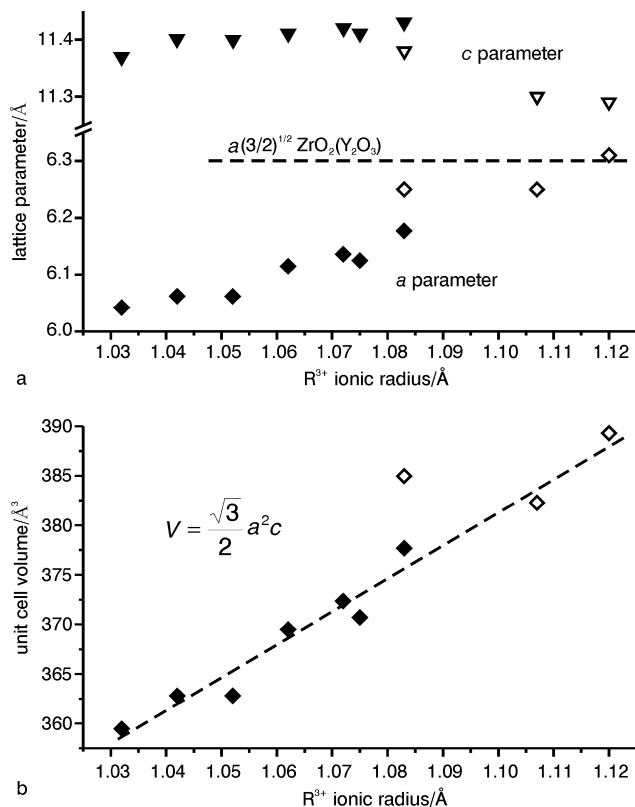 11.4
11.3
6.3
6.2
6.1
6.0
lattice parameter/Å
c parameter
a(3/2)^1/2 ZrO2(Y2O3)
a parameter
1.03 1.04 1.05 1.06 1.07 1.08 1.09 1.10 1.11 1.12
a
R3+ ionic radius/Å
390
385
380
375
370
365
360
unit cell volume/Å3
V = √3/2 a2c
1.03 1.04 1.05 1.06 1.07 1.08 1.09 1.10 1.11 1.12
b
R3+ ionic radius/Å